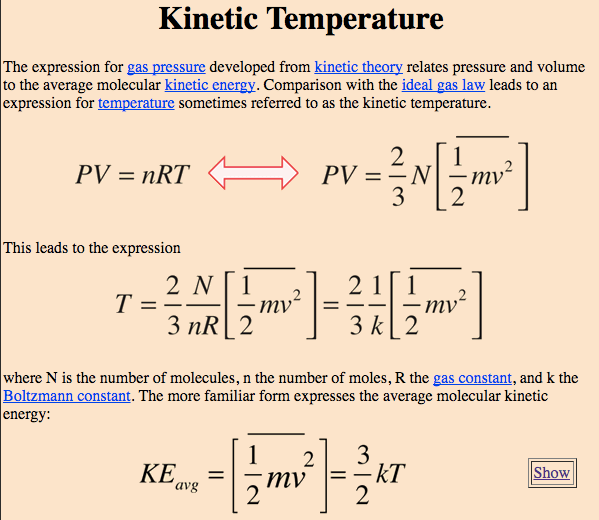 Kinetic Temperature
The expression for gas pressure developed from kinetic theory relates pressure and volume
to the average molecular kinetic energy. Comparison with the ideal gas law leads to an
expression for temperature sometimes referred to as the kinetic temperature.
PV = nRT ⟺ PV = \frac{2}{3} N \left[ \overline{\frac{1}{2} mv^2} \right]
This leads to the expression
T = \frac{2}{3} \frac{N}{nR} \left[ \overline{\frac{1}{2} mv^2} \right] = \frac{2}{3} \frac{1}{k} \left[ \overline{\frac{1}{2} mv^2} \right]
where N is the number of molecules, n the number of moles, R the gas constant, and k the
Boltzmann constant. The more familiar form expresses the average molecular kinetic
energy:
KE_{avg} = \left[ \overline{\frac{1}{2} mv^2} \right] = \frac{3}{2} kT
Show